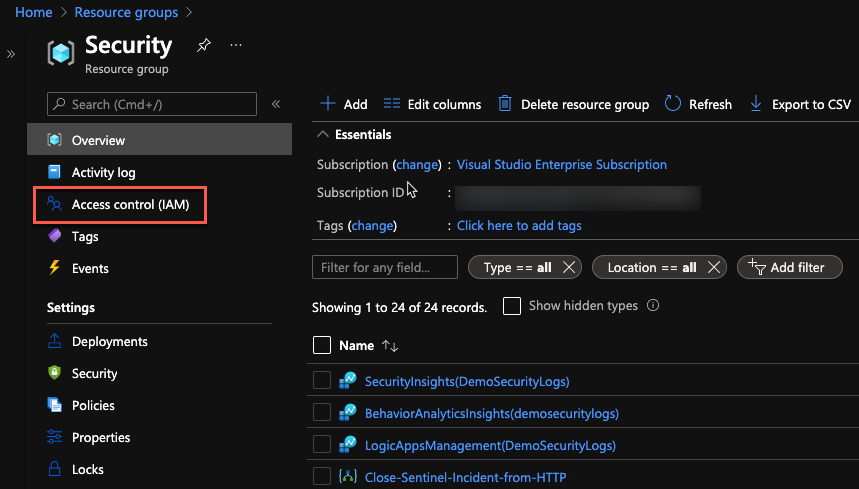 Home > Resource groups >
Security
Resource group
Search (Cmd+/)
Overview
Activity log
Access control (IAM)
Tags
Events
Settings
Deployments
Security
Policies
Properties
Locks
Add Edit columns Delete resource group Refresh Export to CSV
Essentials
Subscription (change) : Visual Studio Enterprise Subscription
Subscription ID :
Tags (change) : Click here to add tags
Filter for any field... Type == all Location == all Add filter
Showing 1 to 24 of 24 records. Show hidden types
Name
SecurityInsights(DemoSecurityLogs)
BehaviorAnalyticsInsights(demosecuritylogs)
LogicAppsManagement(DemoSecurityLogs)
Close-Sentinel-Incident-from-HTTP